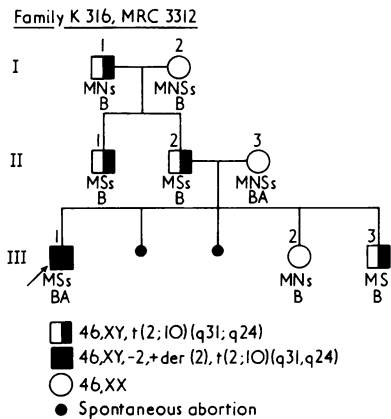 Family K 316, MRC 3312
1 2
I
MNs MNSs
B B
1 2 3
II
MSs MSs MNSs
B B BA
1 2 3
III
MSs MNs MS
BA B B
46,XY,t(2;10)(q31;q24)
46,XY,-2,+der (2), t(2;10)(q31,q24)
46,XX
Spontaneous abortion